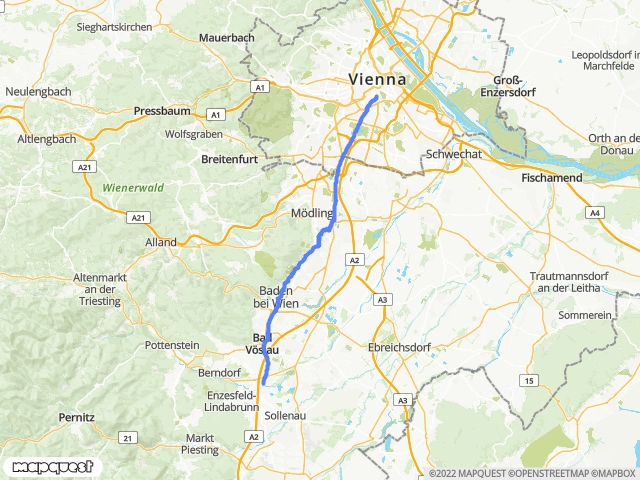 Sieghartskirchen
Mauerbach
Leopoldsdorf im
Marchfelde
Vienna
Groß-
Enzersdorf
A1
A1
Neulengbach
Pressbaum
Wolfsgraben
Altlengbach
Orth an der
Donau
Breitenfurt
Schwechat
A21
Fischamend
Wienerwald
A21
Mödling
A4
Alland
A2
Altenmarkt
an der
Triesting
Trautmannsdorf
an der Leitha
Baden
bei Wien
A3
Sommerein
Bad
Vöslau
Pottenstein
Ebreichsdorf
Berndorf
15
Enzesfeld-
Lindabrunn
A3
Sollenau
Pernitz
21
Markt
Piesting
A2
mapquest
©2022 MAPQUEST ©OPENSTREETMAP ©MAPBOX